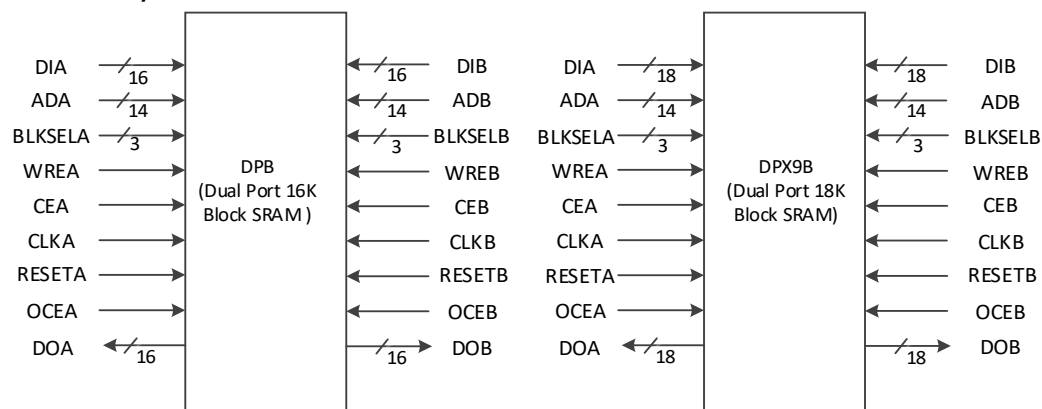 DIA 16 16 DIB DIA 18 18 DIB
ADA 14 14 ADB ADA 14 14 ADB
BLKSELA 3 3 BLKSELB BLKSELA 3 3 BLKSELB
WREA DPB WREB WREA DPX9B WREB
(Dual Port 16K (Dual Port 18K
CEA Block SRAM ) CEB CEA Block SRAM) CEB
CLKA CLKB CLKA CLKB
RESETA RESETB RESETA RESETB
OCEA OCEB OCEA OCEB
DOA 16 16 DOB DOA 18 18 DOB